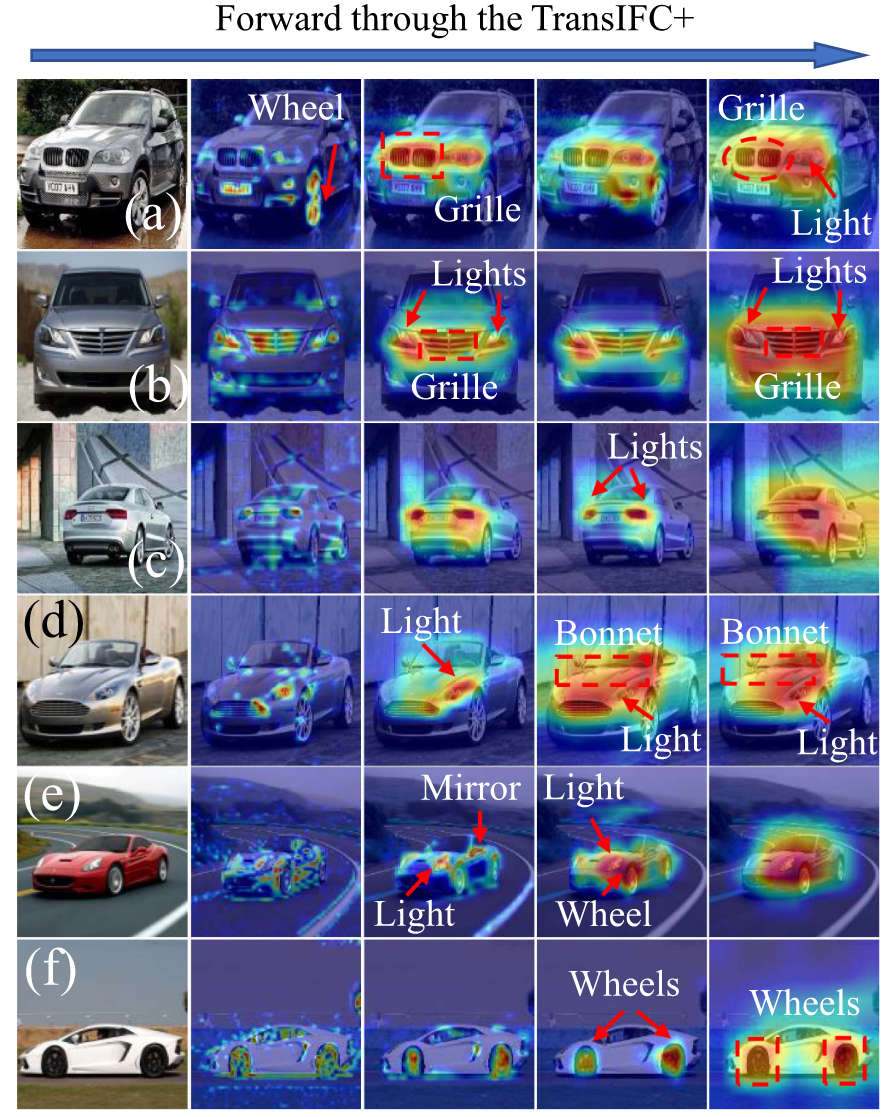 Forward through the TransIFC+
Wheel
Grille
Grille
Light
(a)
Lights
Lights
Grille
Grille
(b)
Lights
(c)
(d)
Light
Bonnet
Bonnet
Light
Light
(e)
Mirror
Light
Light
Wheel
(f)
Wheels
Wheels